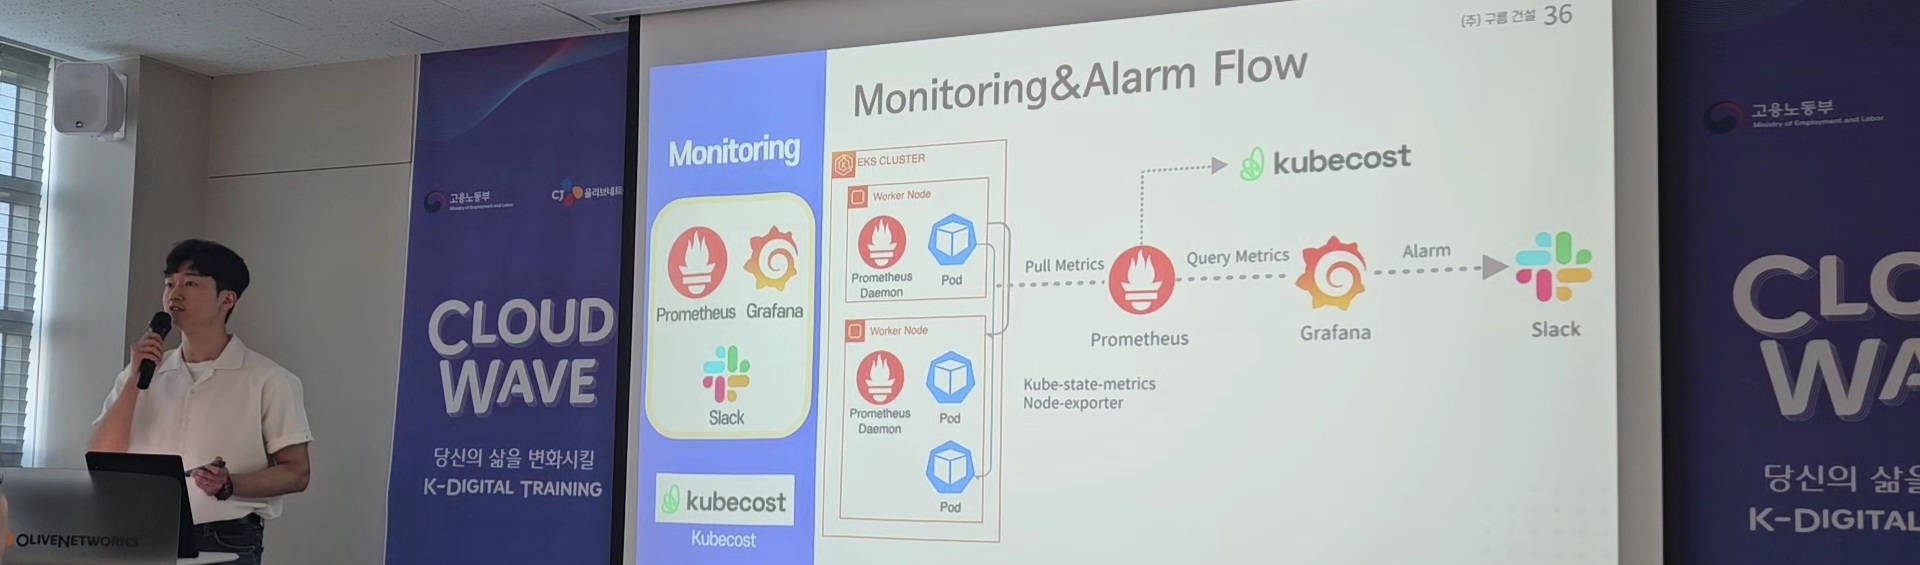 고용노동부
Ministry of Employment and Labor
CJ 올리브네트
CLOUD
WAVE
당신의 삶을 변화시킬
K-DIGITAL TRAINING
OLIVENETWORKS
(주) 구름 건설 36
Monitoring&Alarm Flow
Monitoring
Prometheus
Grafana
Slack
kubecost
Kubecost
EKS CLUSTER
Worker Node
Prometheus
Daemon
Pod
Worker Node
Prometheus
Daemon
Pod
Pod
Pull Metrics
Kube-state-metrics
Node-exporter
Prometheus
kubecost
Query Metrics
Grafana
Alarm
Slack
고용노동부
Ministry of Employment and Labor
CLO
WA
당신의 삶을
K-DIGITAL